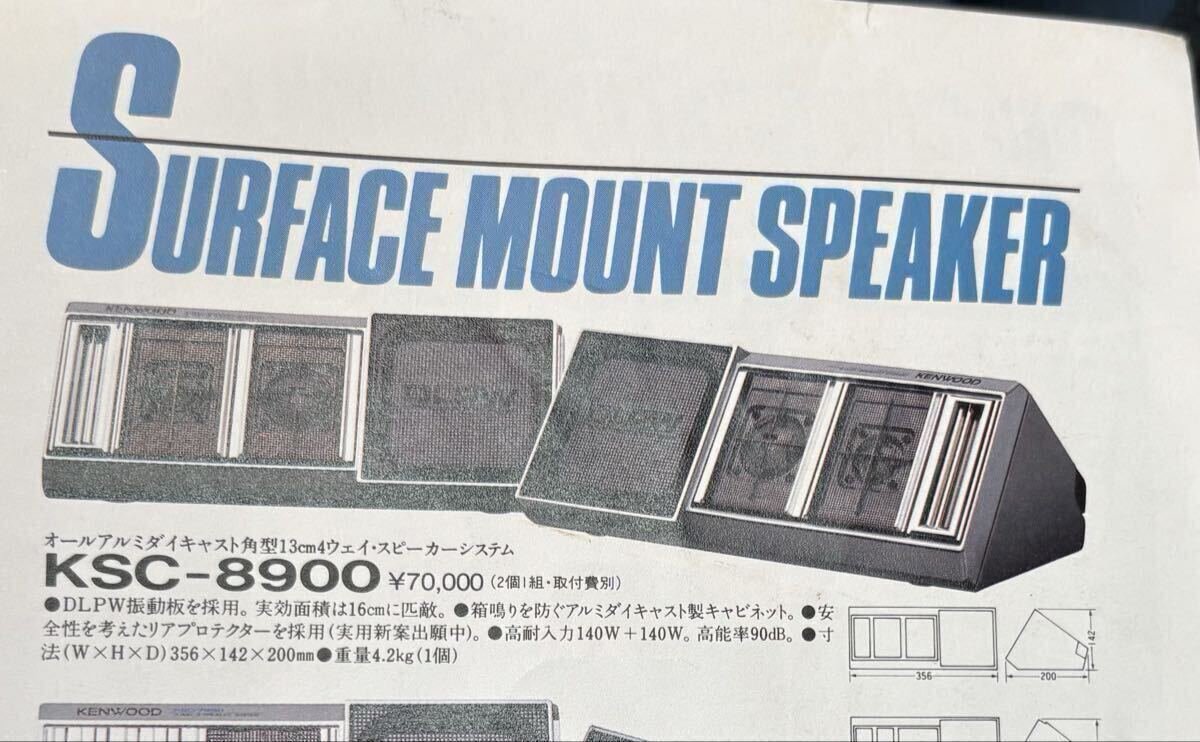 SURFACE MOUNT SPEAKER
KENWOOD
KENWOOD
オールアルミダイキャスト角型13cm4ウェイ・スピーカーシステム
KSC-8900 ¥70,000 (2個1組・取付費別)
●DLPW振動板を採用。実効面積は16cmに匹敵。●箱鳴りを防ぐアルミダイキャスト製キャビネット。●安
全性を考えたリアプロテクターを採用(実用新案出願中)。●高耐入力140W+140W。高能率90dB。●寸
法(W×H×D)356×142×200mm●重量4.2kg(1個)
142
356
200
KENWOOD